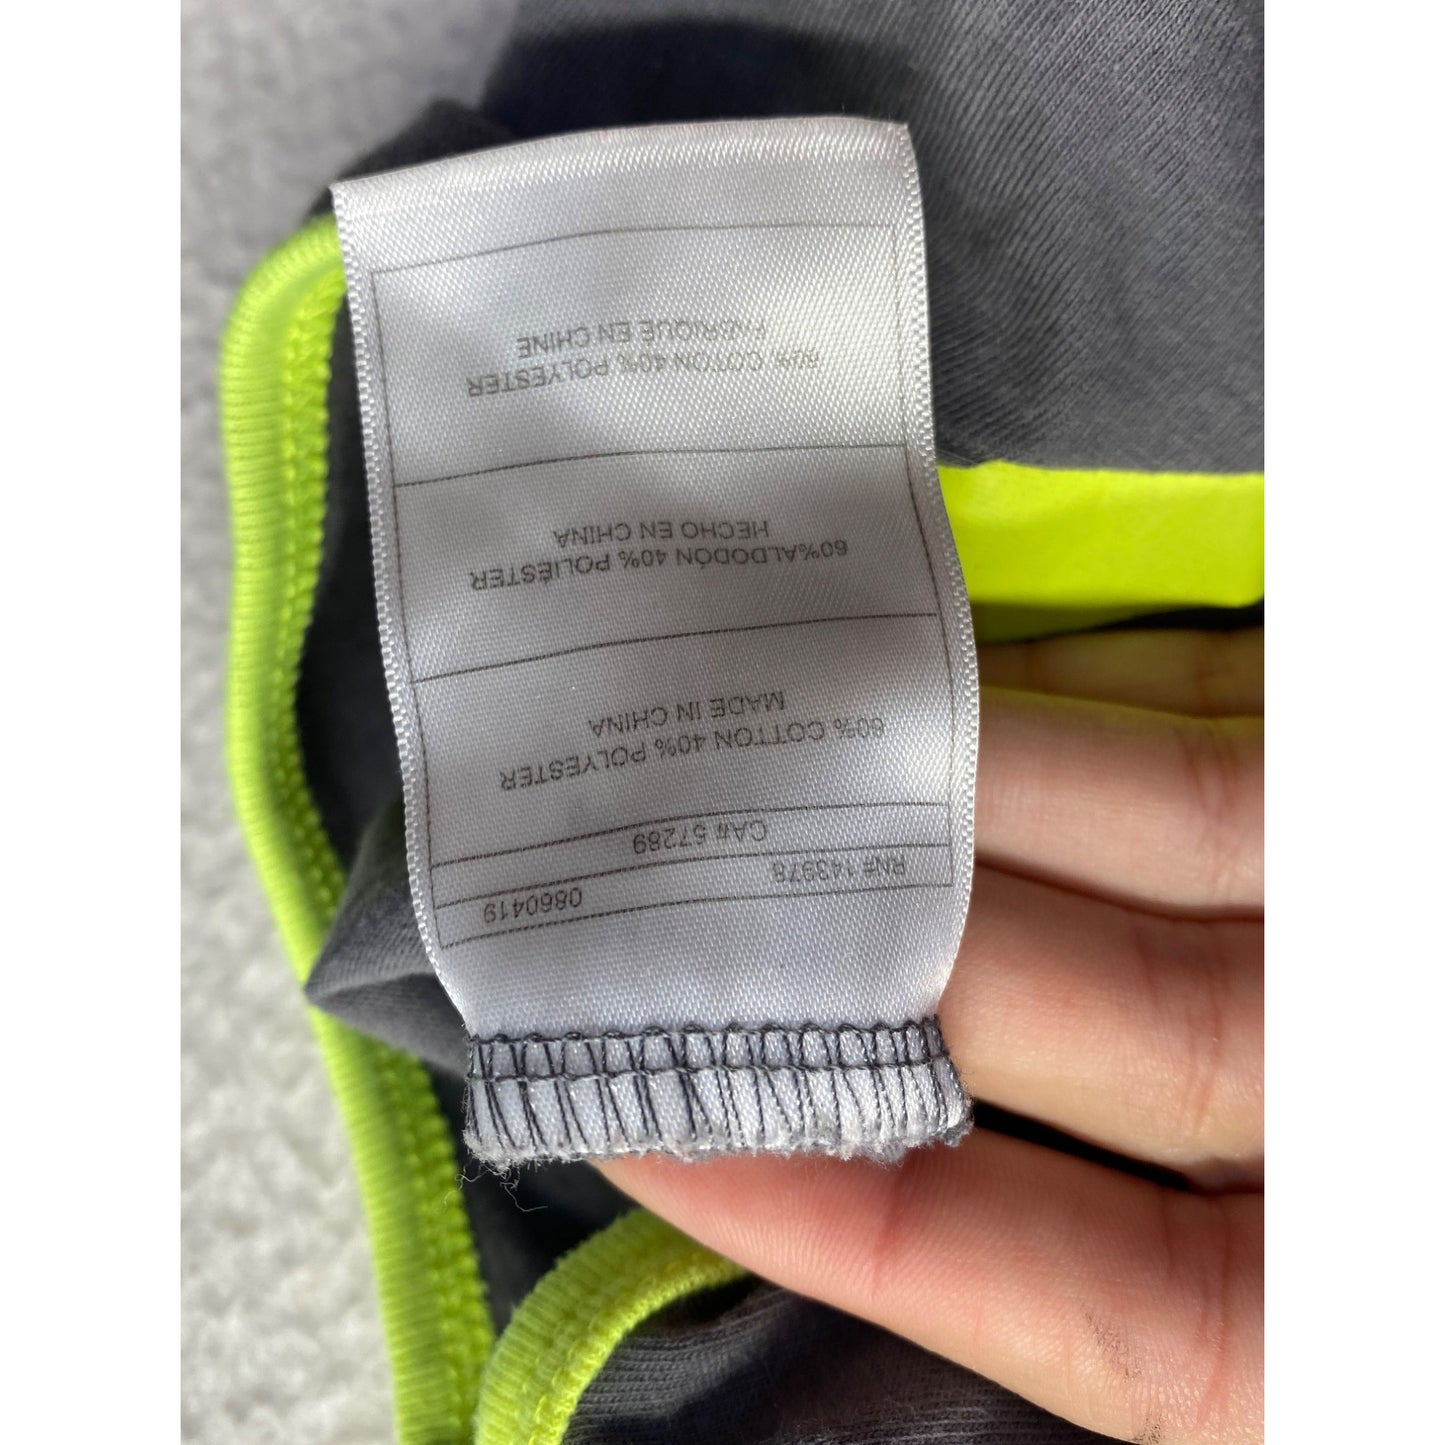 RN# 143978 0860419
CA# 57289
60% COTTON 40% POLYESTER
MADE IN CHINA
60%ALDODÓN 40% POLIÉSTER
HECHO EN CHINA
60% COTTON 40% POLYESTER
FABRIQUE EN CHINE